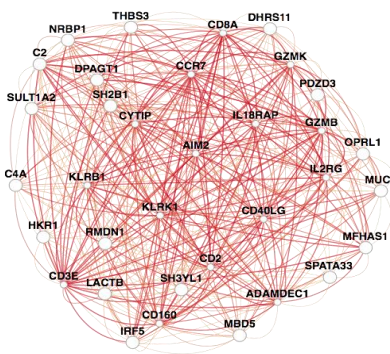 THBS3
DHRS11
CD8A
NRBP1
C2
GZMK
CCR7
DPAGT1
PDZD3
SULT1A2
SH2B1
IL18RAP
CYTIP
GZMB
OPRL1
AIM2
IL2RG
C4A
KLRB1
MUC
KLRK1
CD40LG
HKR1
RMDN1
MFHAS1
CD2
SPATA33
CD3E
LACTB
SH3YL1
ADAMDEC1
CD160
IRF5
MBD5